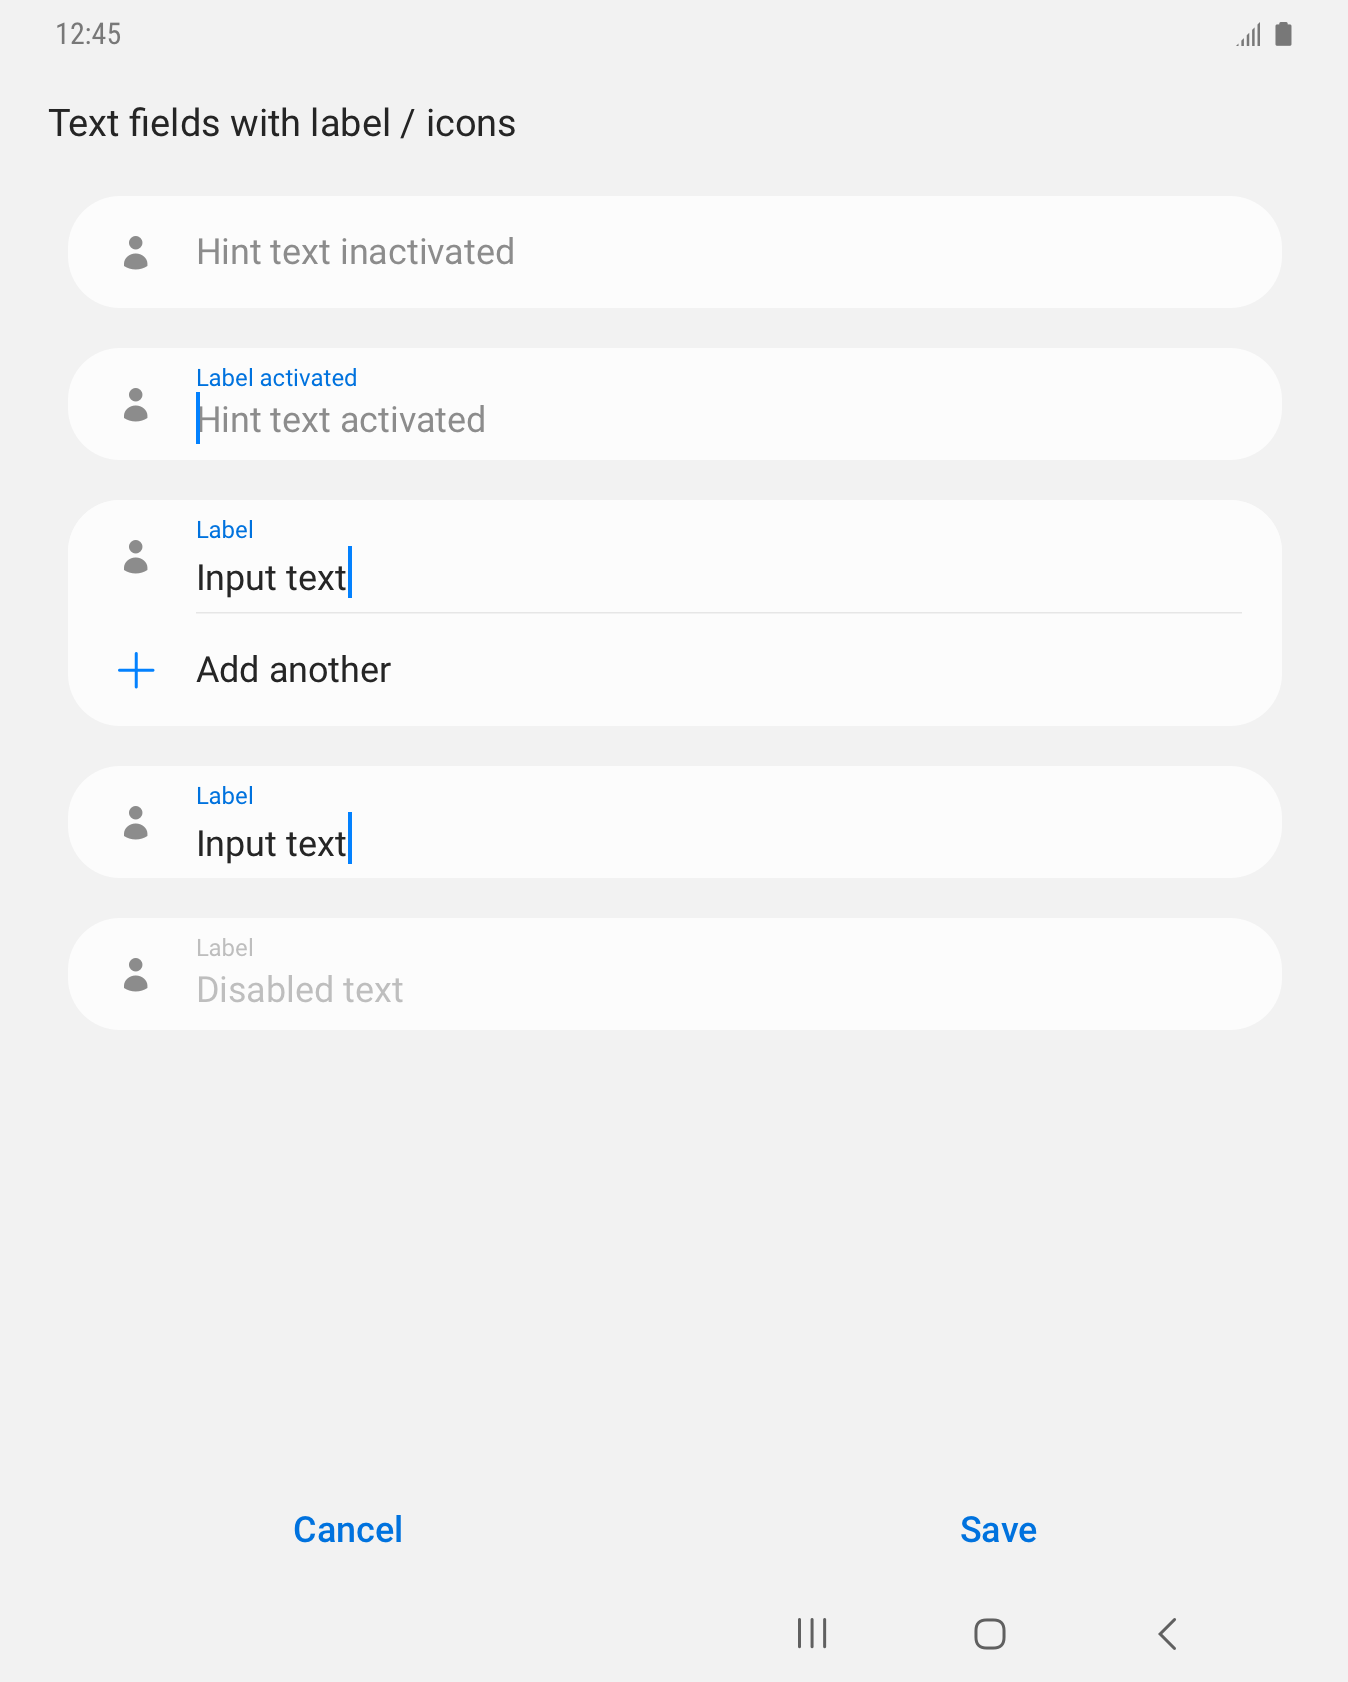 12:45
Text fields with label / icons
Hint text inactivated
Label activated
Hint text activated
Label
Input text
Add another
Label
Input text
Label
Disabled text
Cancel
Save